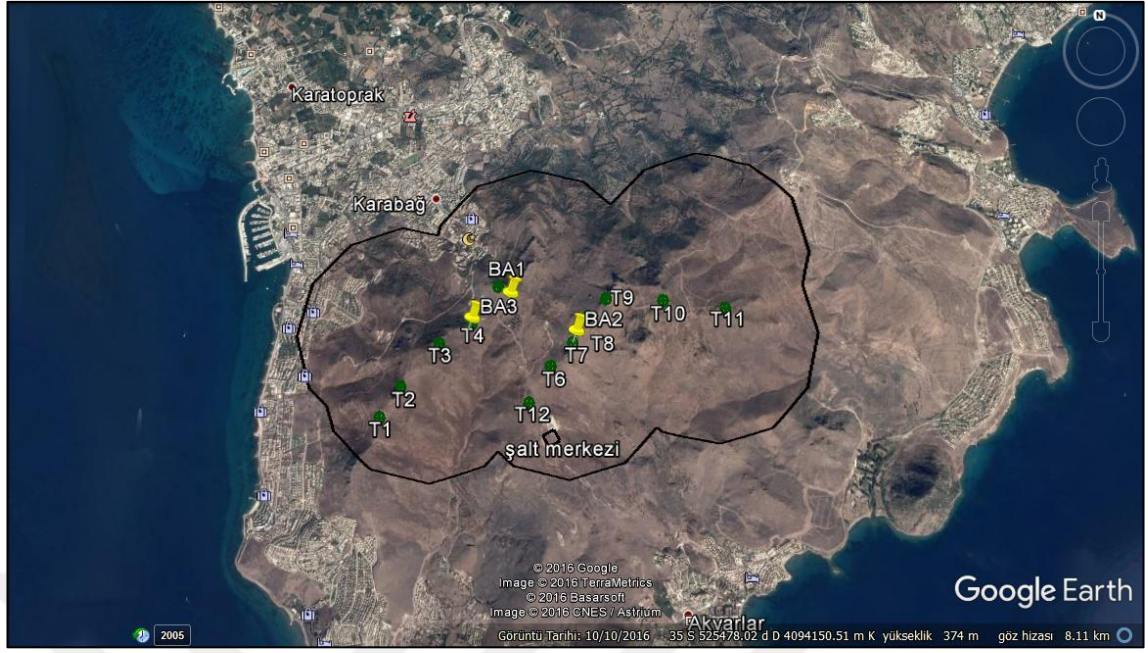 N
Karatoprak
Karabağ
BA1
BA3
T4
T3
T9
BA2
T8
T7
T10
T11
T6
T2
T12
T1
şalt merkezi
© 2016 Google
Image © 2016 TerraMetrics
© 2016 Basarsoft
Image © 2016 CNES / Astrium
Google Earth
Akyarlar
2005
Görüntü Tarihi: 10/10/2016 35 S 525478.02 d D 4094150.51 m K yükseklik 374 m göz hizası 8.11 km